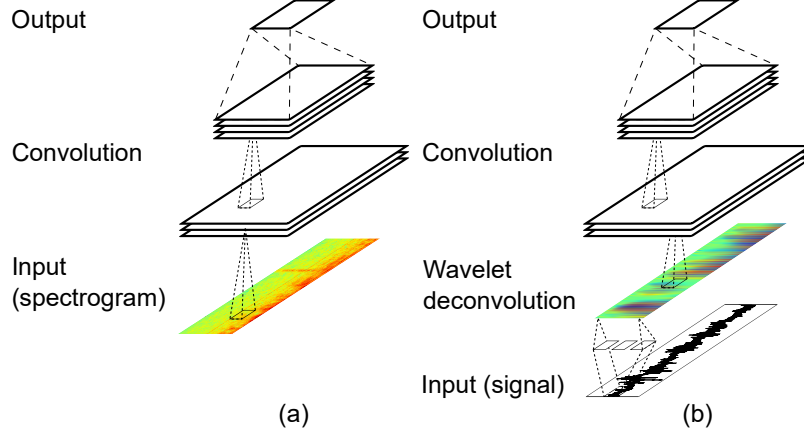 Output
Convolution
Input
(spectrogram)
(a)
Output
Convolution
Wavelet
deconvolution
Input (signal)
(b)